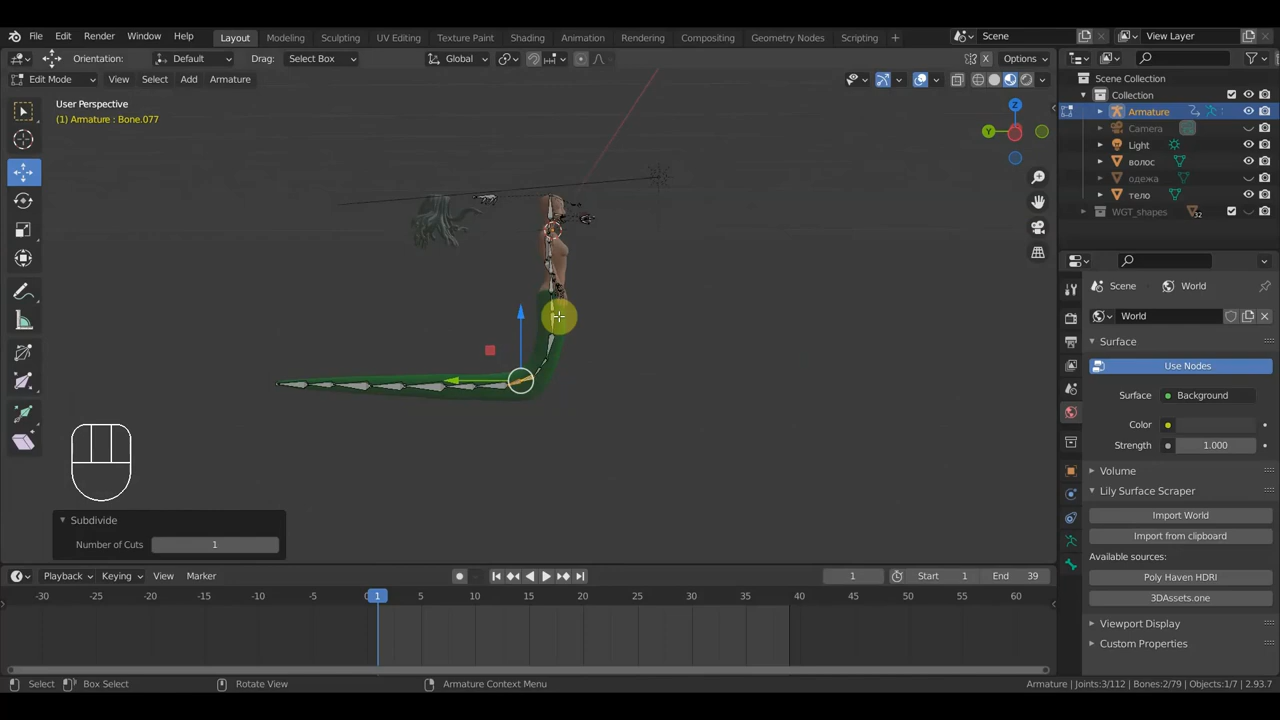 File Edit Render Window Help Layout Modeling Sculpting UV Editing Texture Paint Shading Animation Rendering Compositing Geometry Nodes Scripting + Scene View Layer
Orientation: Default Drag: Select Box Global Options
Edit Mode View Select Add Armature
Scene Collection
Collection
Armature
Camera
Light
волос
одежа
тело
WGT_shapes 32
User Perspective
(1) Armature : Bone.077
Z
Y
Scene World
World
Surface
Use Nodes
Surface Background
Color
Strength 1.000
Volume
Lily Surface Scraper
Import World
Import from clipboard
Available sources:
Poly Haven HDRI
3DAssets.one
Viewport Display
Custom Properties
Subdivide
Number of Cuts 1
Playback Keying View Marker 1 Start 1 End 39
-30 -25 -20 -15 -10 -5 1 5 10 15 20 25 30 35 40 45 50 55 60
Select Box Select Rotate View Armature Context Menu Armature | Joints:3/112 | Bones:2/79 | Objects:1/7 | 2.93.7